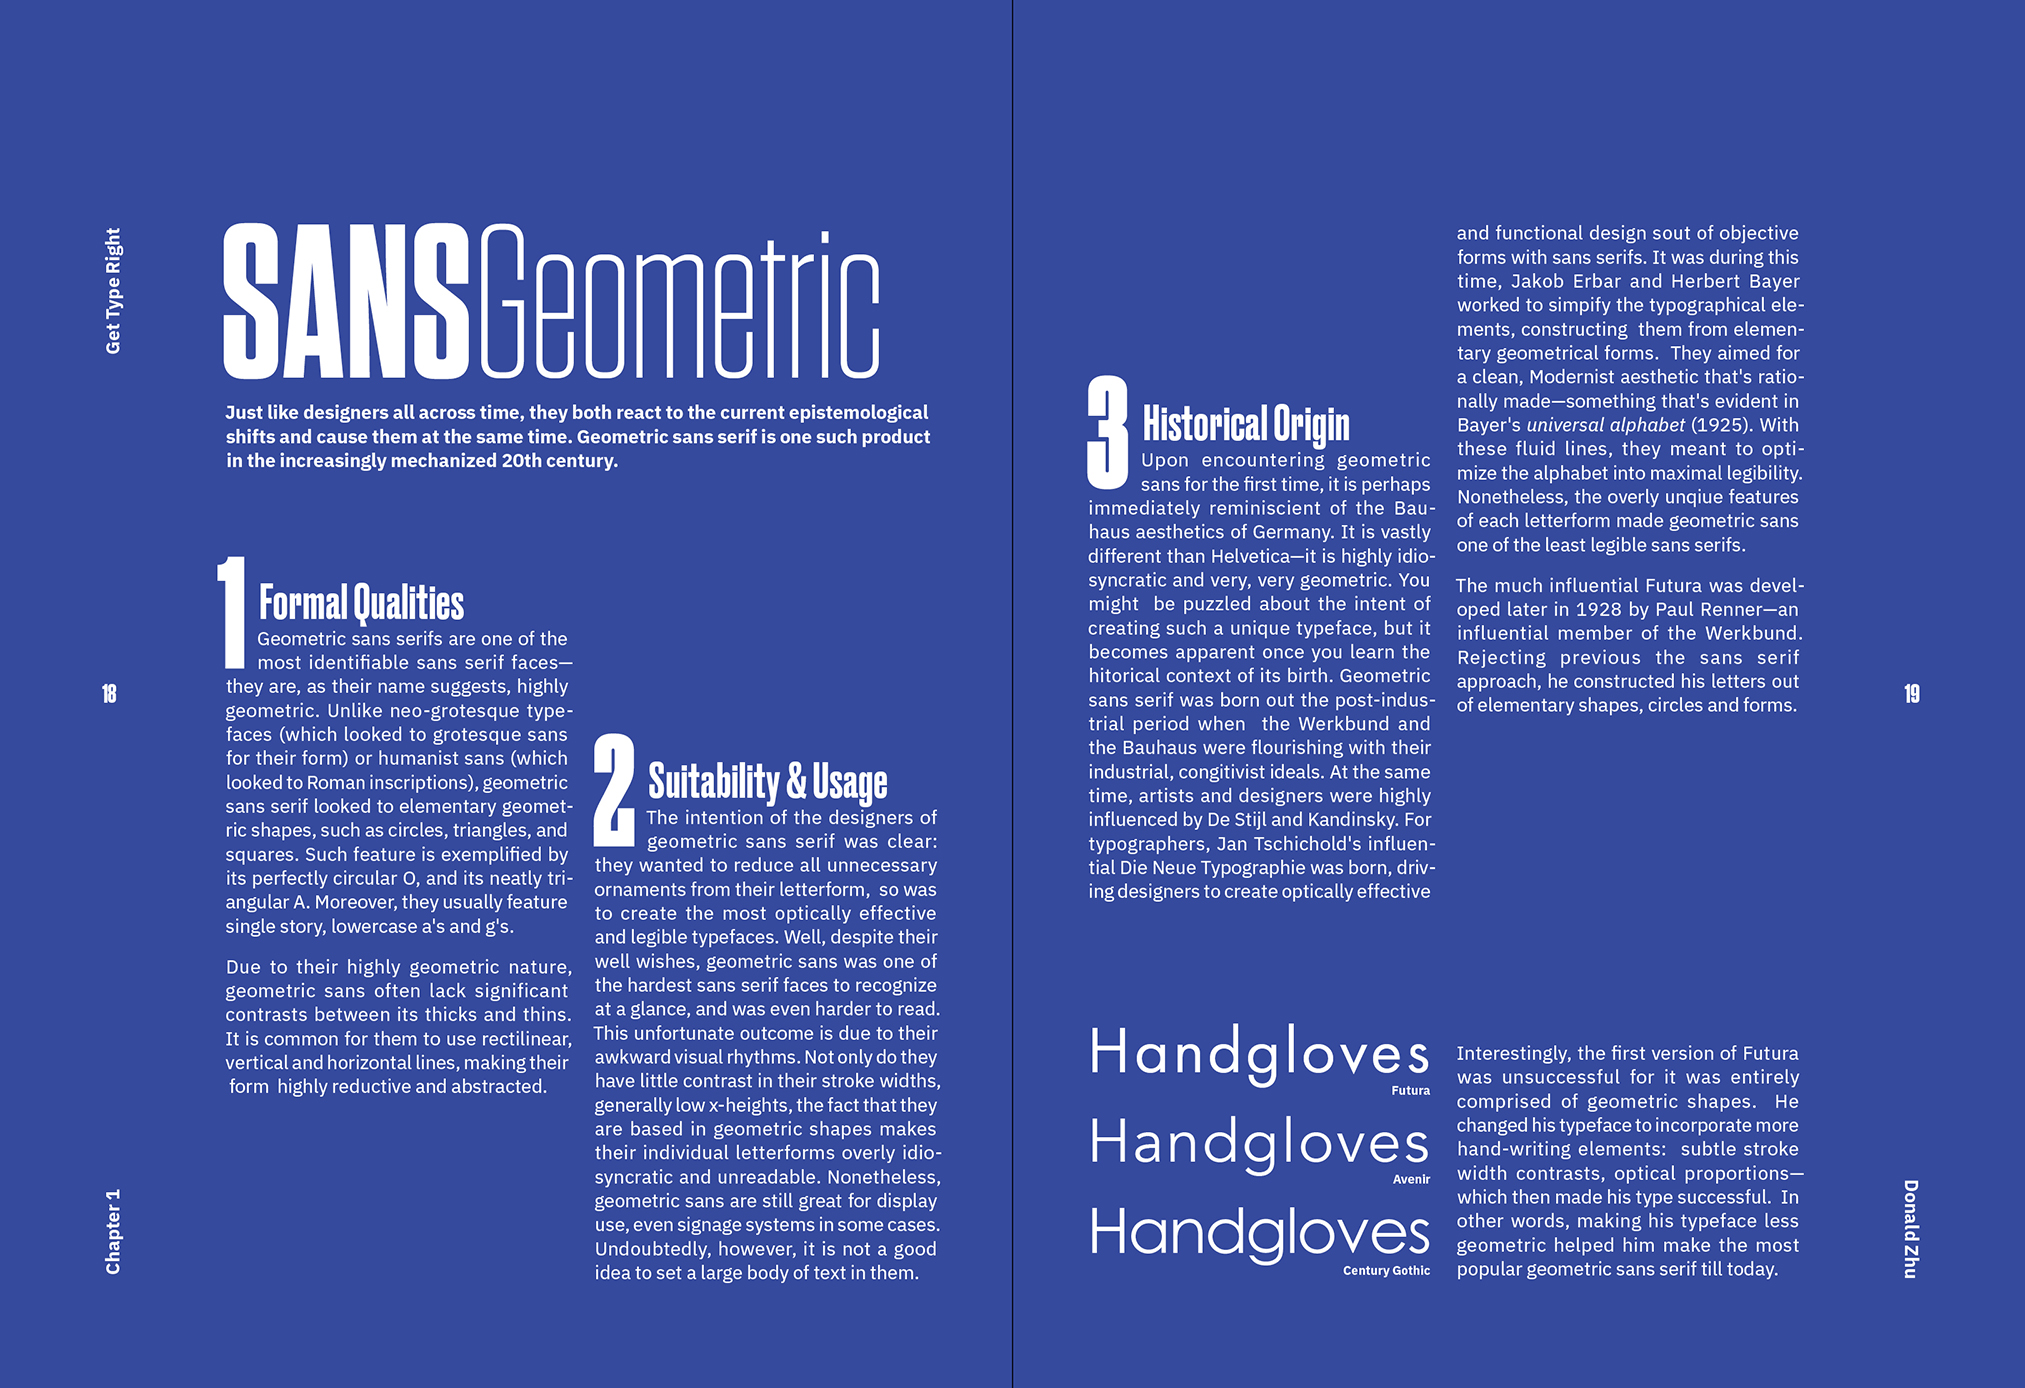 Get Type Right
18
Chapter 1
SANSGeometric
Just like designers all across time, they both react to the current epistemological
shifts and cause them at the same time. Geometric sans serif is one such product
in the increasingly mechanized 20th century.
1 Formal Qualities
Geometric sans serifs are one of the
most identifiable sans serif faces—
they are, as their name suggests, highly
geometric. Unlike neo-grotesque type-
faces (which looked to grotesque sans
for their form) or humanist sans (which
looked to Roman inscriptions), geometric
sans serif looked to elementary geomet-
ric shapes, such as circles, triangles, and
squares. Such feature is exemplified by
its perfectly circular O, and its neatly tri-
angular A. Moreover, they usually feature
single story, lowercase a's and g's.
Due to their highly geometric nature,
geometric sans often lack significant
contrasts between its thicks and thins.
It is common for them to use rectilinear,
vertical and horizontal lines, making their
form highly reductive and abstracted.
2 Suitability & Usage
The intention of the designers of
geometric sans serif was clear:
they wanted to reduce all unnecessary
ornaments from their letterform, so was
to create the most optically effective
and legible typefaces. Well, despite their
well wishes, geometric sans was one of
the hardest sans serif faces to recognize
at a glance, and was even harder to read.
This unfortunate outcome is due to their
awkward visual rhythms. Not only do they
have little contrast in their stroke widths,
generally low x-heights, the fact that they
are based in geometric shapes makes
their individual letterforms overly idio-
syncratic and unreadable. Nonetheless,
geometric sans are still great for display
use, even signage systems in some cases.
Undoubtedly, however, it is not a good
idea to set a large body of text in them.
3 Historical Origin
Upon encountering geometric
sans for the first time, it is perhaps
immediately reminiscient of the Bau-
haus aesthetics of Germany. It is vastly
different than Helvetica—it is highly idio-
syncratic and very, very geometric. You
might be puzzled about the intent of
creating such a unique typeface, but it
becomes apparent once you learn the
hitorical context of its birth. Geometric
sans serif was born out the post-indus-
trial period when the Werkbund and
the Bauhaus were flourishing with their
industrial, congitivist ideals. At the same
time, artists and designers were highly
influenced by De Stijl and Kandinsky. For
typographers, Jan Tschichold's influen-
tial Die Neue Typographie was born, driv-
ing designers to create optically effective
and functional design sout of objective
forms with sans serifs. It was during this
time, Jakob Erbar and Herbert Bayer
worked to simpify the typographical ele-
ments, constructing them from elemen-
tary geometrical forms. They aimed for
a clean, Modernist aesthetic that's ratio-
nally made—something that's evident in
Bayer's universal alphabet (1925). With
these fluid lines, they meant to opti-
mize the alphabet into maximal legibility.
Nonetheless, the overly unqiue features
of each letterform made geometric sans
one of the least legible sans serifs.
The much influential Futura was devel-
oped later in 1928 by Paul Renner—an
influential member of the Werkbund.
Rejecting previous the sans serif
approach, he constructed his letters out
of elementary shapes, circles and forms.
Handgloves
Futura
Handgloves
Avenir
Handgloves
Century Gothic
Interestingly, the first version of Futura
was unsuccessful for it was entirely
comprised of geometric shapes. He
changed his typeface to incorporate more
hand-writing elements: subtle stroke
width contrasts, optical proportions—
which then made his type successful. In
other words, making his typeface less
geometric helped him make the most
popular geometric sans serif till today.
19
Donald Zhu